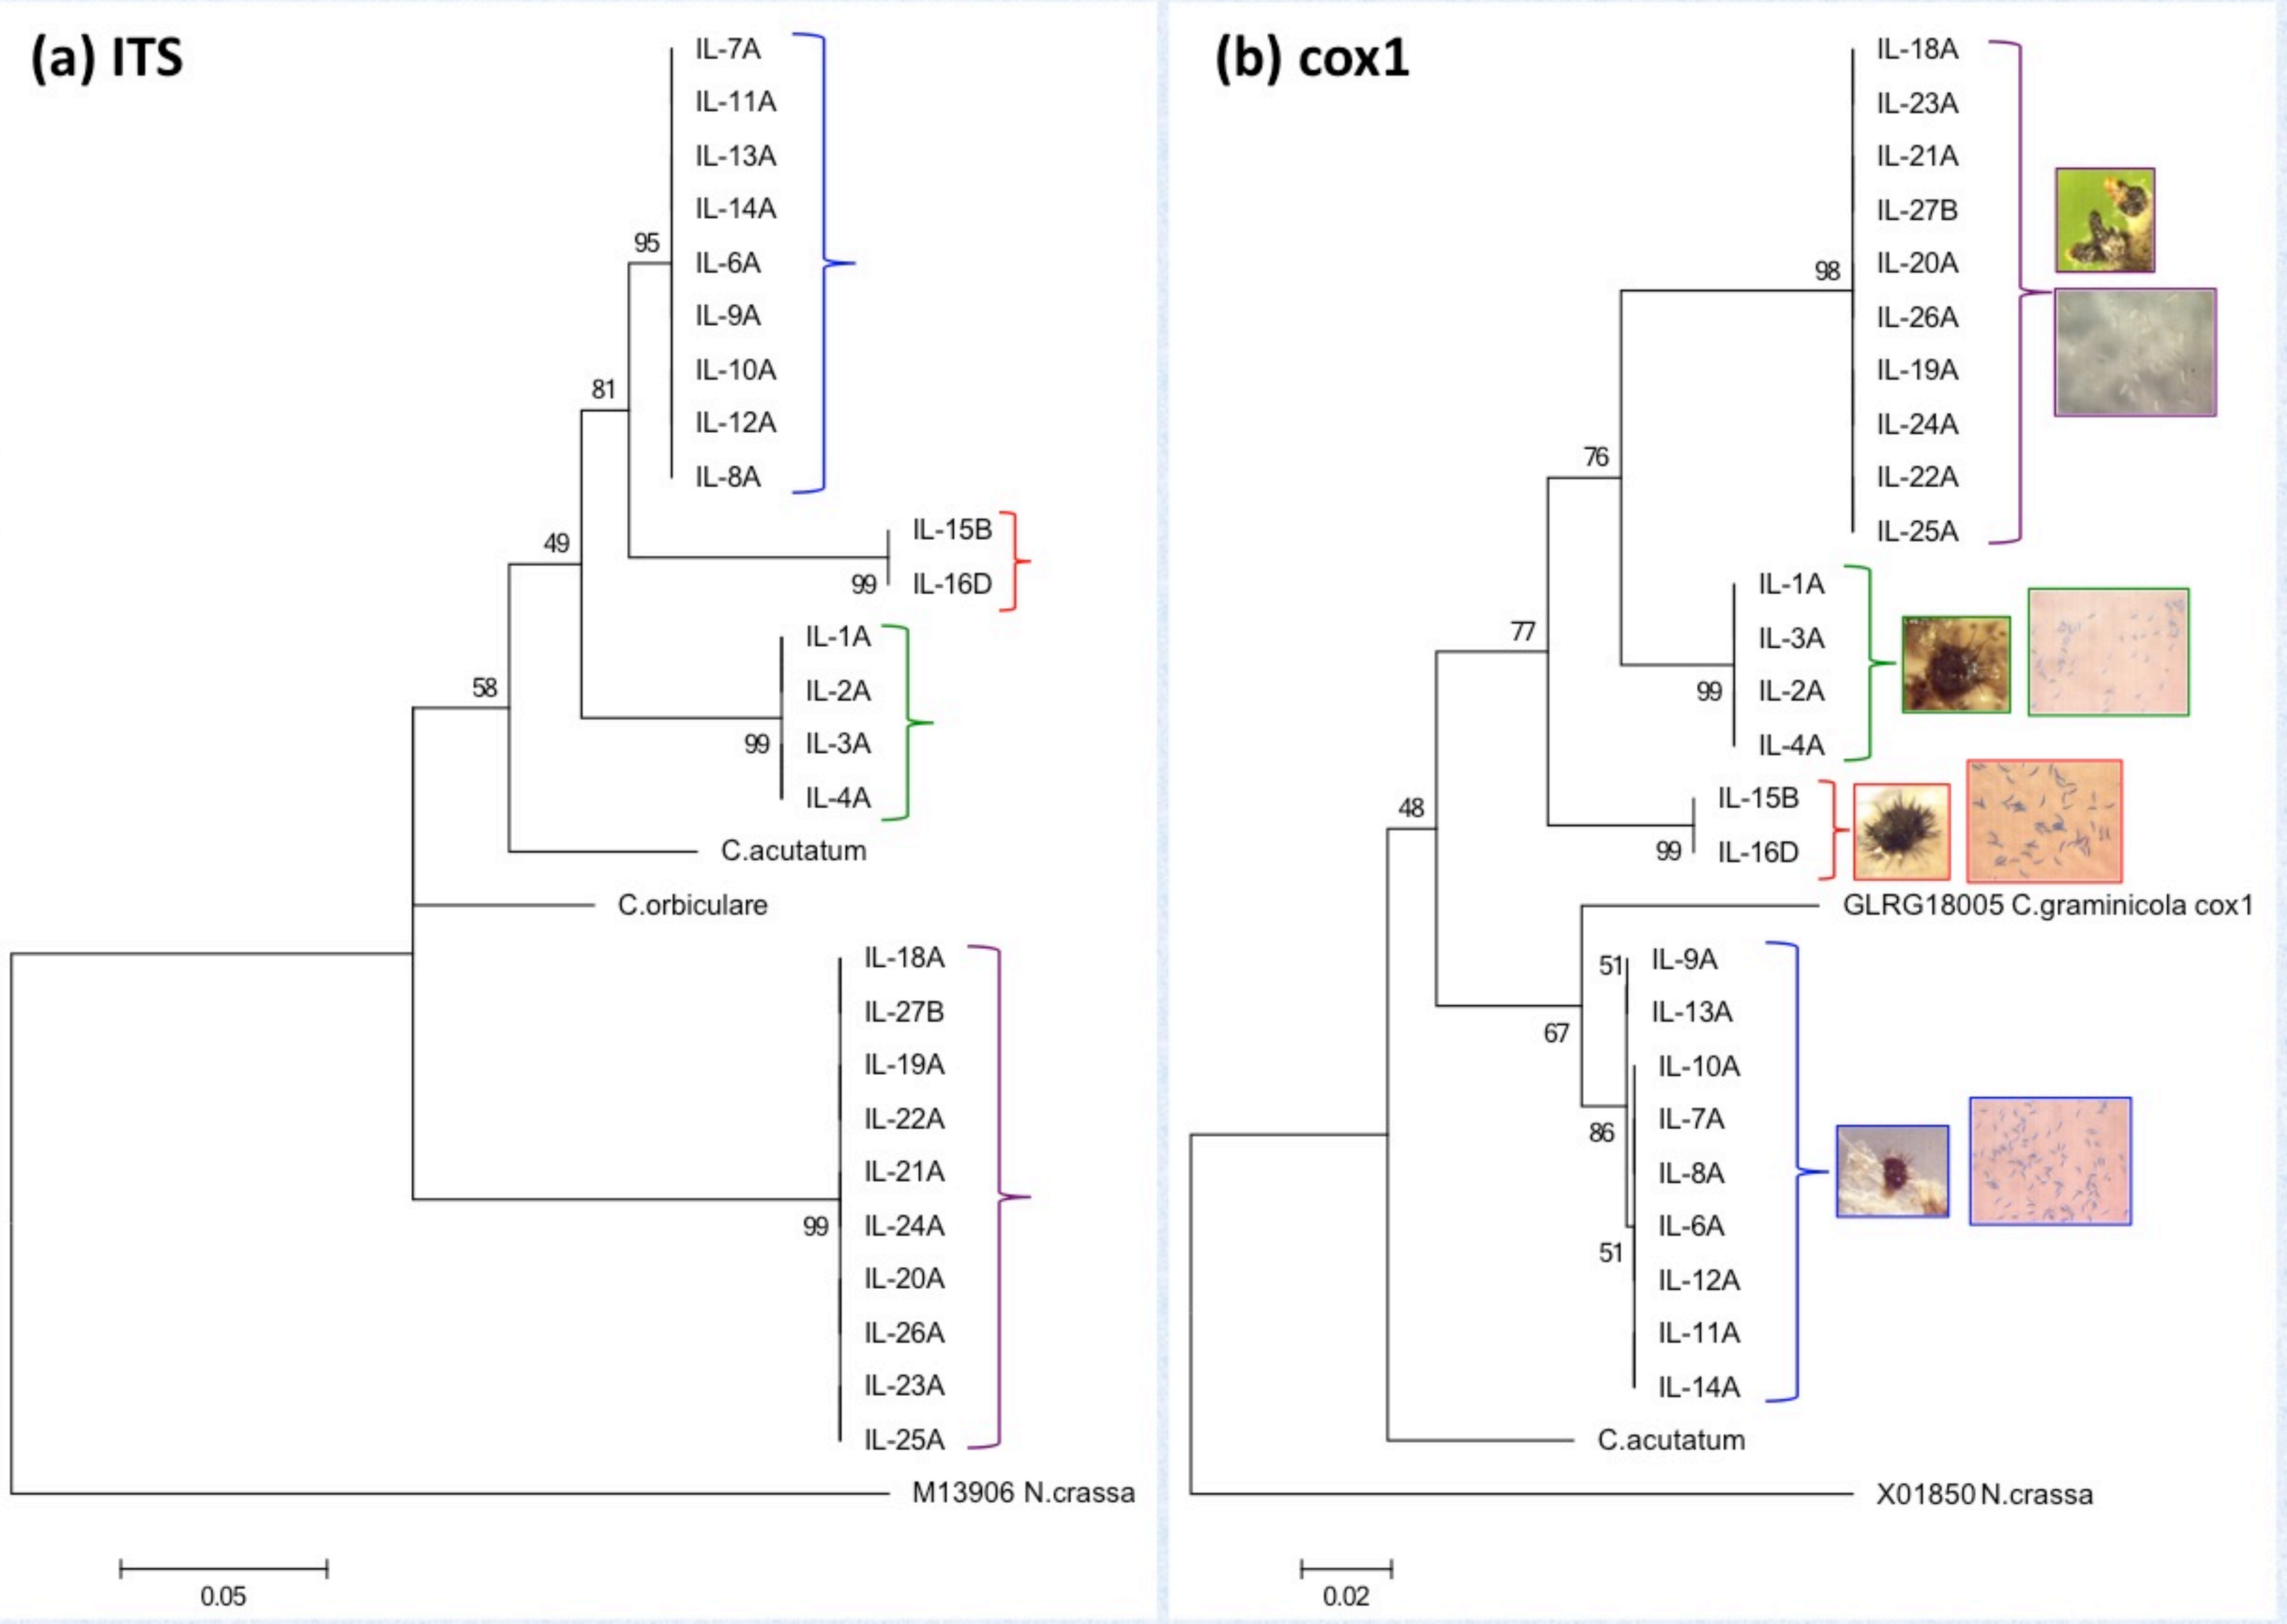 (a) ITS
IL-7A
IL-11A
IL-13A
IL-14A
95
IL-6A
IL-9A
IL-10A
81
IL-12A
IL-8A
IL-15B
49
99
IL-16D
IL-1A
58
IL-2A
99
IL-3A
IL-4A
C.acutatum
C.orbiculare
IL-18A
IL-27B
IL-19A
IL-22A
IL-21A
99
IL-24A
IL-20A
IL-26A
IL-23A
IL-25A
M13906 N.crassa
0.05
(b) cox1
IL-18A
IL-23A
IL-21A
IL-27B
98
IL-20A
IL-26A
IL-19A
IL-24A
76
IL-22A
IL-25A
IL-1A
77
IL-3A
99
IL-2A
IL-4A
48
IL-15B
99
IL-16D
GLRG18005 C.graminicola cox1
51
IL-9A
67
IL-13A
IL-10A
86
IL-7A
IL-8A
51
IL-6A
IL-12A
IL-11A
IL-14A
C.acutatum
X01850 N.crassa
0.02